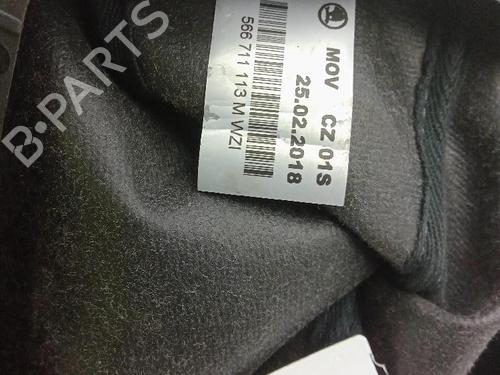 MOV CZ 01S
25.02.2018
566 711 113 M WZI
B-PARTS